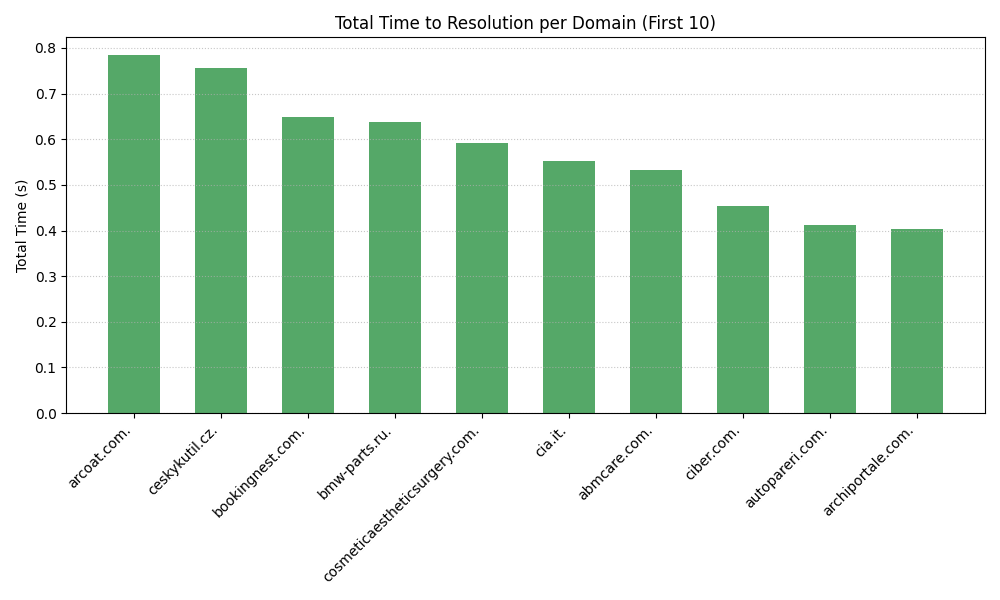 Total Time to Resolution per Domain (First 10)
Total Time (s)
0.8
0.7
0.6
0.5
0.4
0.3
0.2
0.1
0.0
arcoat.com.
ceskykutil.cz.
bookingnest.com.
bmw-parts.ru.
cosmeticaestheticsurgery.com.
cia.it.
abmcare.com.
ciber.com.
autopareri.com.
archiportale.com.